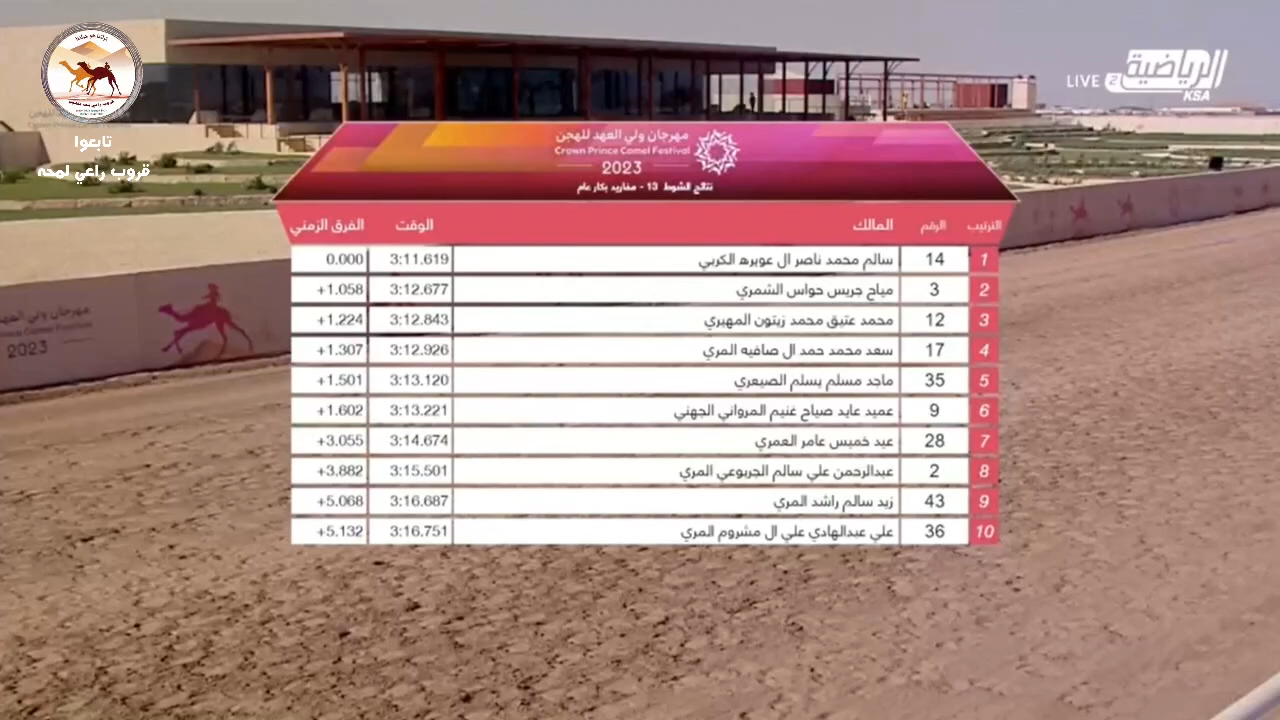 تابعوا
قروب راعي لمحه
LIVE 2 الرياضية
KSA
مهرجان ولي العهد للهجن
Crown Prince Camel Festival
2023
نتائج الشوط 13 - مفاريد بكار عام
الترتيب الرقم المالك الوقت الفرق الزمني
1 14 سالم محمد ناصر ال عويره الكربي 3:11.619 0.000
2 3 مياح جريس حواس الشمري 3:12.677 +1.058
3 12 محمد عتيق محمد زيتون المهيري 3:12.843 +1.224
4 17 سعد محمد حمد ال صافيه المري 3:12.926 +1.307
5 35 ماجد مسلم يسلم الصيعري 3:13.120 +1.501
6 9 عميد عايد صياح غنيم المرواني الجهني 3:13.221 +1.602
7 28 عيد خميس عامر العمري 3:14.674 +3.055
8 2 عبدالرحمن علي سالم الجربوعي المري 3:15.501 +3.882
9 43 زيد سالم راشد المري 3:16.687 +5.068
10 36 علي عبدالهادي علي ال مشروم المري 3:16.751 +5.132
مهرجان ولي العهد
Camel Festival
2023